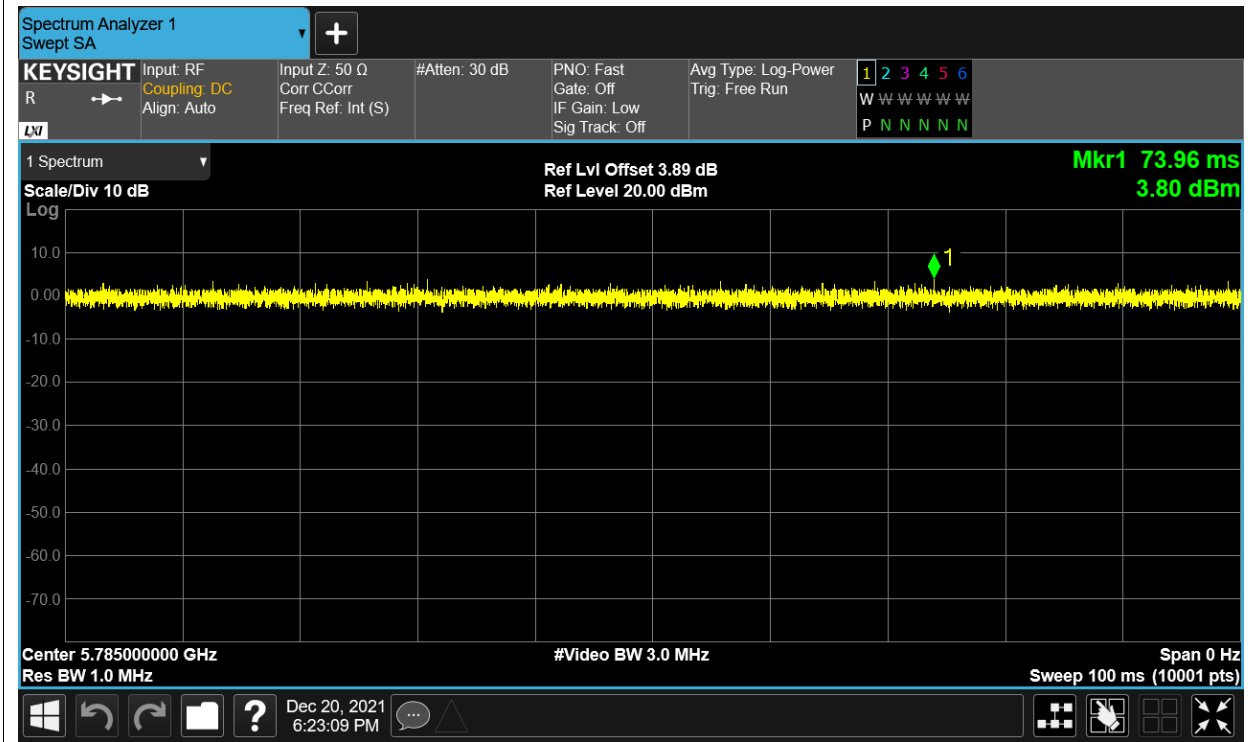 Spectrum Analyzer 1
Swept SA
+
KEYSIGHT
R
LXI
Input: RF
Coupling: DC
Align: Auto
Input Z: 50 Ω
Corr CCorr
Freq Ref: Int (S)
#Atten: 30 dB
PNO: Fast
Gate: Off
IF Gain: Low
Sig Track: Off
Avg Type: Log-Power
Trig: Free Run
1 2 3 4 5 6
W W W W W W
P N N N N N
1 Spectrum
Scale/Div 10 dB
Log
Ref Lvl Offset 3.89 dB
Ref Level 20.00 dBm
Mkr1 73.96 ms
3.80 dBm
1
10.0
0.00
-10.0
-20.0
-30.0
-40.0
-50.0
-60.0
-70.0
Center 5.785000000 GHz
Res BW 1.0 MHz
#Video BW 3.0 MHz
Span 0 Hz
Sweep 100 ms (10001 pts)
?
Dec 20, 2021
6:23:09 PM